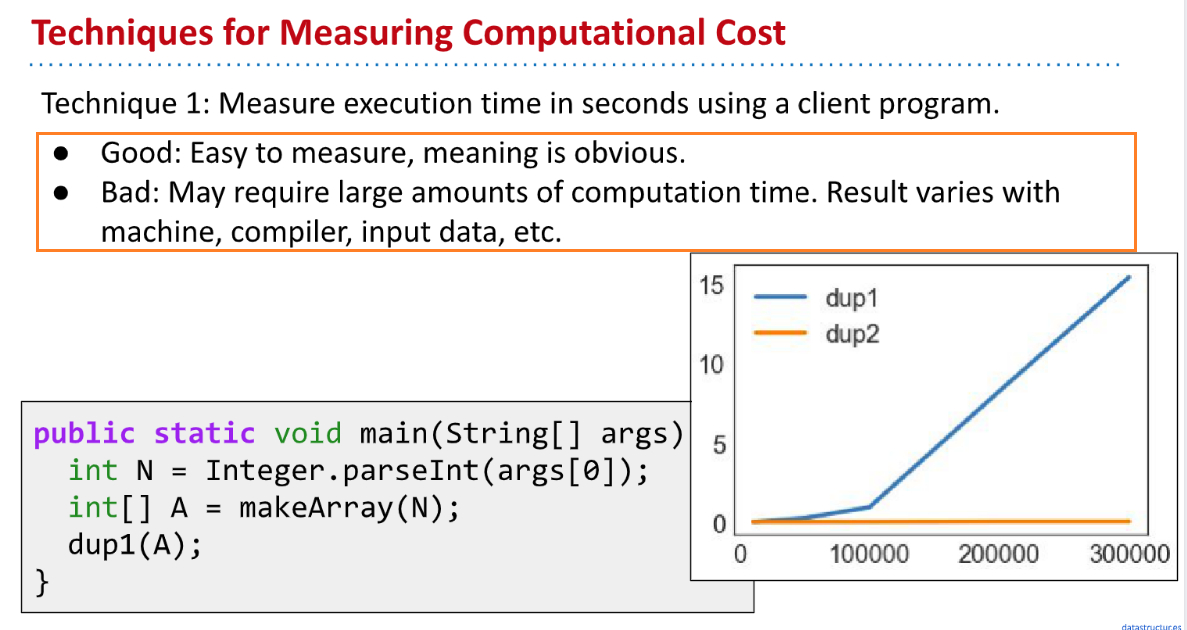 Techniques for Measuring Computational Cost
Technique 1: Measure execution time in seconds using a client program.
● Good: Easy to measure, meaning is obvious.
● Bad: May require large amounts of computation time. Result varies with
machine, compiler, input data, etc.
public static void main(String[] args)
int N = Integer.parseInt(args[0]);
int[] A = makeArray(N);
dup1(A);
}
15
10
5
0
dup1
dup2
0 100000 200000 300000
datastructur.es